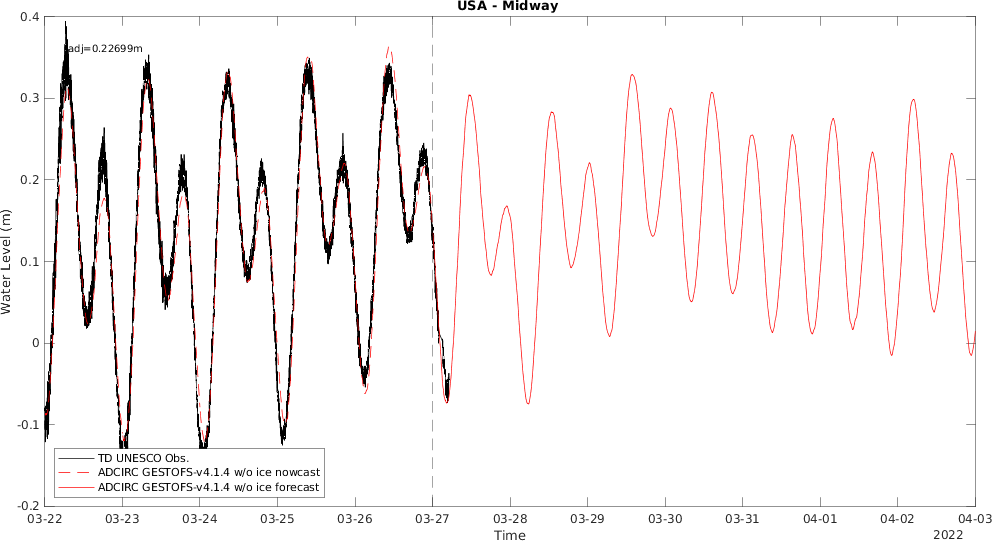 USA - Midway
adj=0.22699m
0.4
0.3
0.2
0.1
0
-0.1
-0.2
Water Level (m)
TD UNESCO Obs.
ADCIRC GESTOFS-v4.1.4 w/o ice nowcast
ADCIRC GESTOFS-v4.1.4 w/o ice forecast
03-22 03-23 03-24 03-25 03-26 03-27 03-28 03-29 03-30 03-31 04-01 04-02 04-03
Time
2022